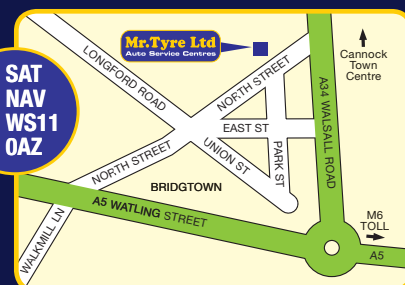 Mr.Tyre Ltd
Auto Service Centres
SAT
NAV
WS11
0AZ
LONGFORD ROAD
NORTH STREET
Cannock
Town
Centre
A34 WALSALL ROAD
EAST ST
UNION ST
PARK ST
NORTH STREET
BRIDGTOWN
A5 WATLING STREET
WALKMILL LN
M6
TOLL
A5